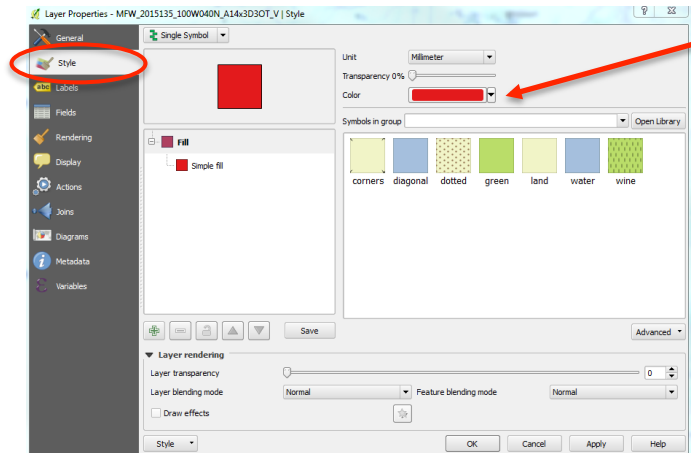 Layer Properties - MFW_2015135_100W040N_A14x3D3OT_V | Style
General
Style
abc Labels
Fields
Rendering
Display
Actions
Joins
Diagrams
Metadata
Variables
Single Symbol
Unit Millimeter
Transparency 0%
Color
Symbols in group Open Library
Fill
Simple fill
corners diagonal dotted green land water wine
Save Advanced
Layer rendering
Layer transparency 0
Layer blending mode Normal Feature blending mode Normal
Draw effects
Style OK Cancel Apply Help